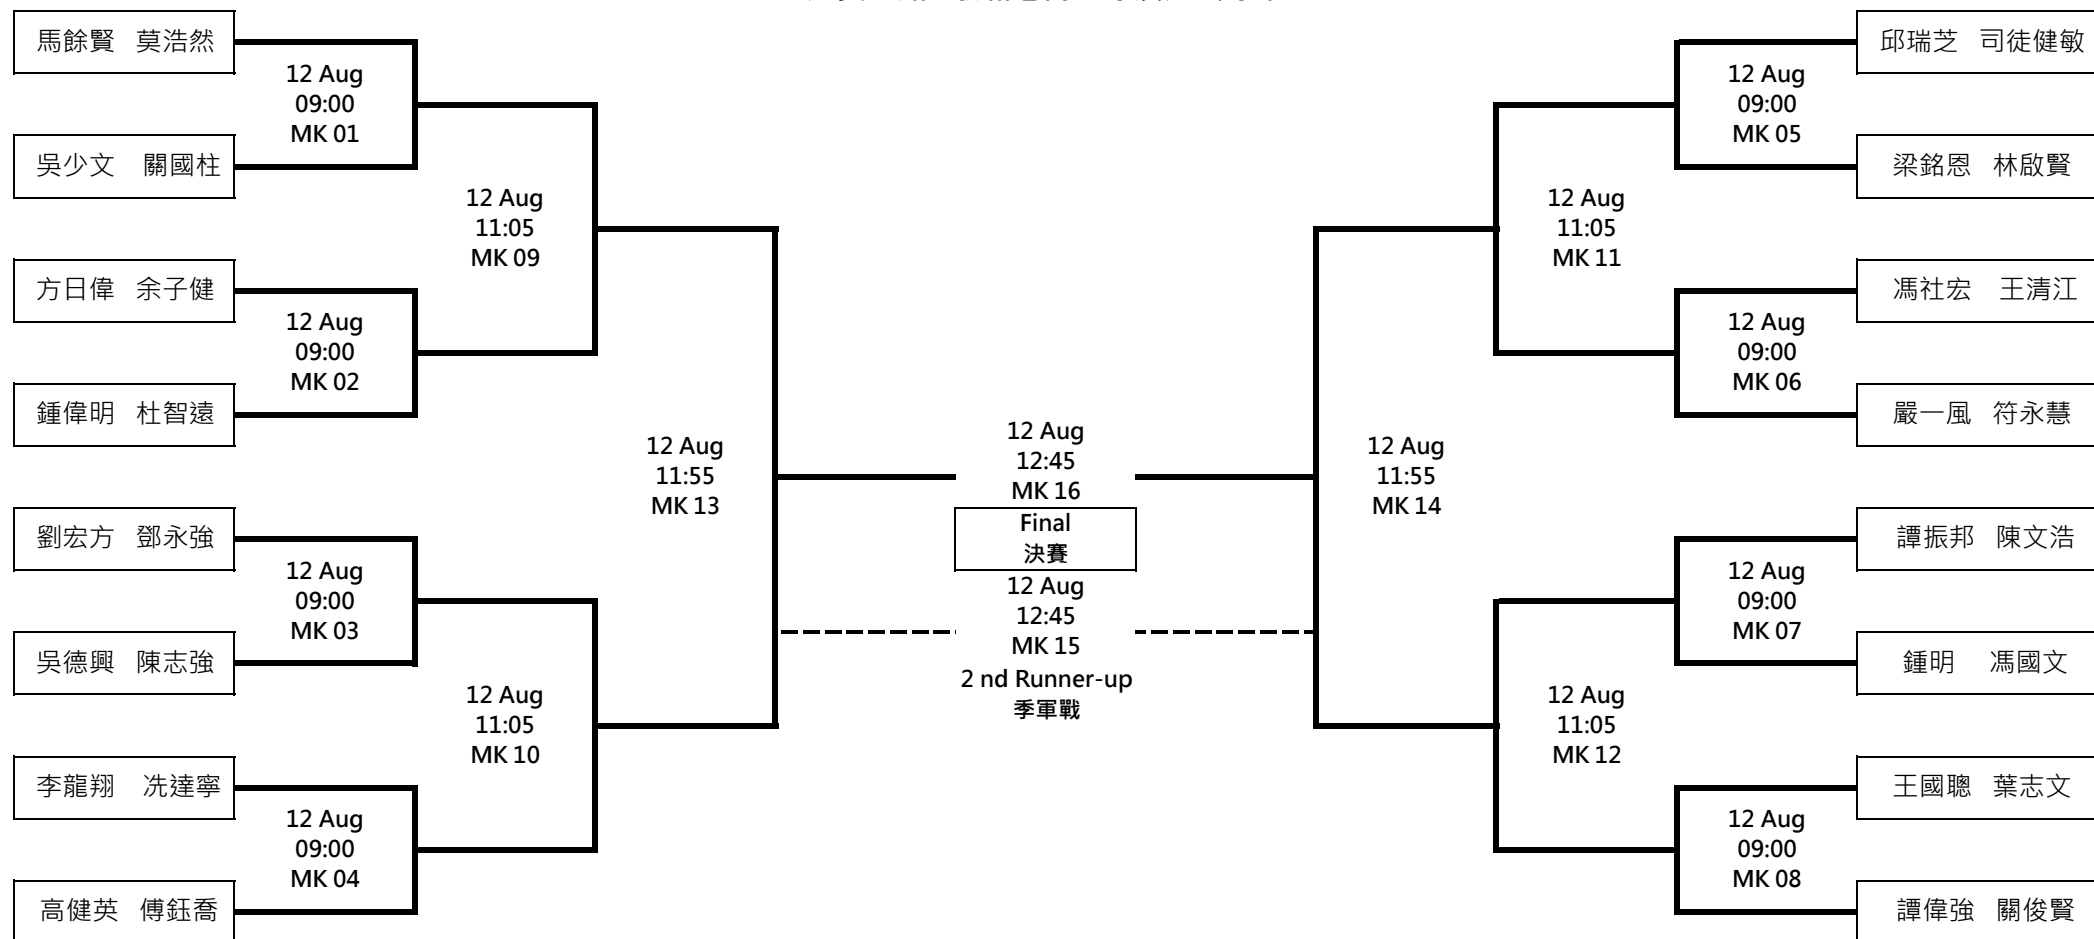 馬餘賢 莫浩然
12 Aug
09:00
MK 01
吳少文 關國柱
12 Aug
11:05
MK 09
方日偉 余子健
12 Aug
09:00
MK 02
鍾偉明 杜智遠
12 Aug
11:55
MK 13
劉宏方 鄧永強
12 Aug
09:00
MK 03
吳德興 陳志強
12 Aug
11:05
MK 10
李龍翔 冼達寧
12 Aug
09:00
MK 04
高健英 傅鈺喬
12 Aug
12:45
MK 16
Final
決賽
12 Aug
12:45
MK 15
2 nd Runner-up
季軍戰
邱瑞芝 司徒健敏
12 Aug
09:00
MK 05
梁銘恩 林啟賢
12 Aug
11:05
MK 11
馮社宏 王清江
12 Aug
09:00
MK 06
嚴一風 符永慧
12 Aug
11:55
MK 14
譚振邦 陳文浩
12 Aug
09:00
MK 07
鍾明 馮國文
12 Aug
11:05
MK 12
王國聰 葉志文
12 Aug
09:00
MK 08
譚偉強 關俊賢